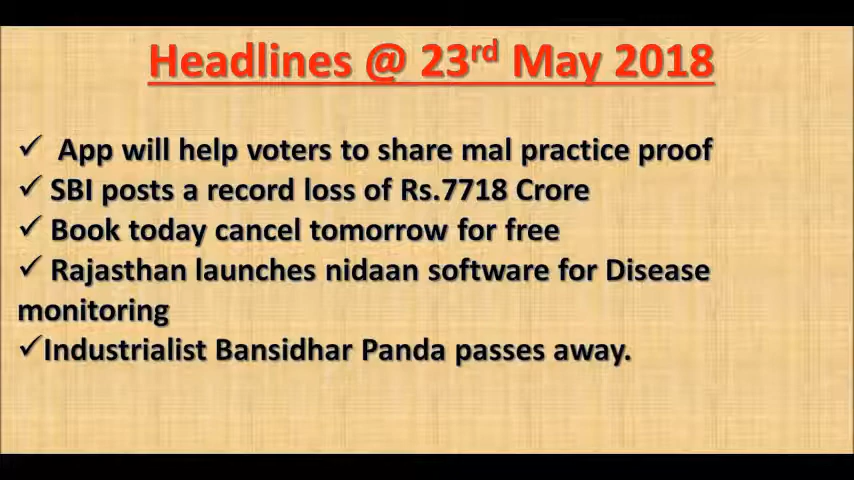 Headlines @ 23rd May 2018
✓ App will help voters to share mal practice proof
✓ SBI posts a record loss of Rs.7718 Crore
✓ Book today cancel tomorrow for free
✓ Rajasthan launches nidaan software for Disease
monitoring
✓Industrialist Bansidhar Panda passes away.